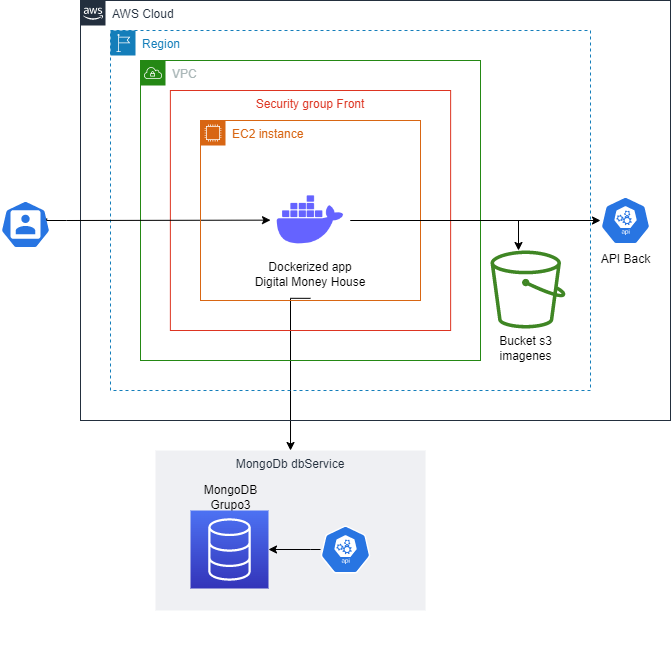 aws
AWS Cloud
Region
VPC
Security group Front
EC2 instance
Dockerized app
Digital Money House
api
API Back
Bucket s3
imagenes
MongoDb dbService
MongoDB
Grupo3
api